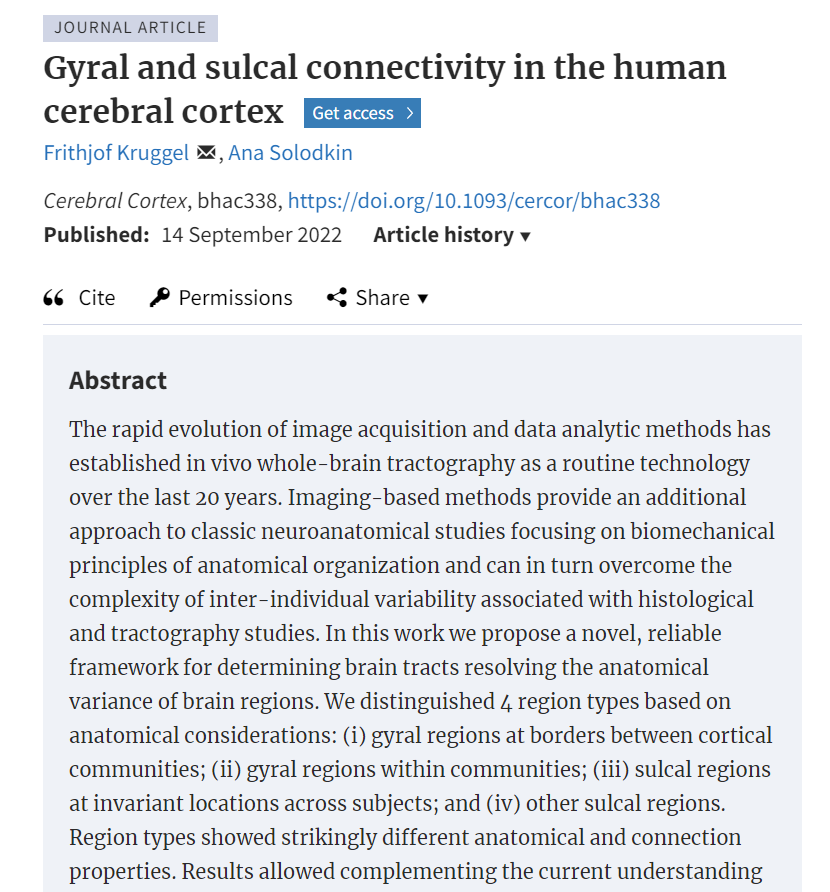 JOURNAL ARTICLE
Gyral and sulcal connectivity in the human
cerebral cortex Get access >
Frithjof Kruggel , Ana Solodkin
Cerebral Cortex, bhac338, https://doi.org/10.1093/cercor/bhac338
Published: 14 September 2022 Article history ▾
Cite Permissions Share ▾
Abstract
The rapid evolution of image acquisition and data analytic methods has
established in vivo whole-brain tractography as a routine technology
over the last 20 years. Imaging-based methods provide an additional
approach to classic neuroanatomical studies focusing on biomechanical
principles of anatomical organization and can in turn overcome the
complexity of inter-individual variability associated with histological
and tractography studies. In this work we propose a novel, reliable
framework for determining brain tracts resolving the anatomical
variance of brain regions. We distinguished 4 region types based on
anatomical considerations: (i) gyral regions at borders between cortical
communities; (ii) gyral regions within communities; (iii) sulcal regions
at invariant locations across subjects; and (iv) other sulcal regions.
Region types showed strikingly different anatomical and connection
properties. Results allowed complementing the current understanding